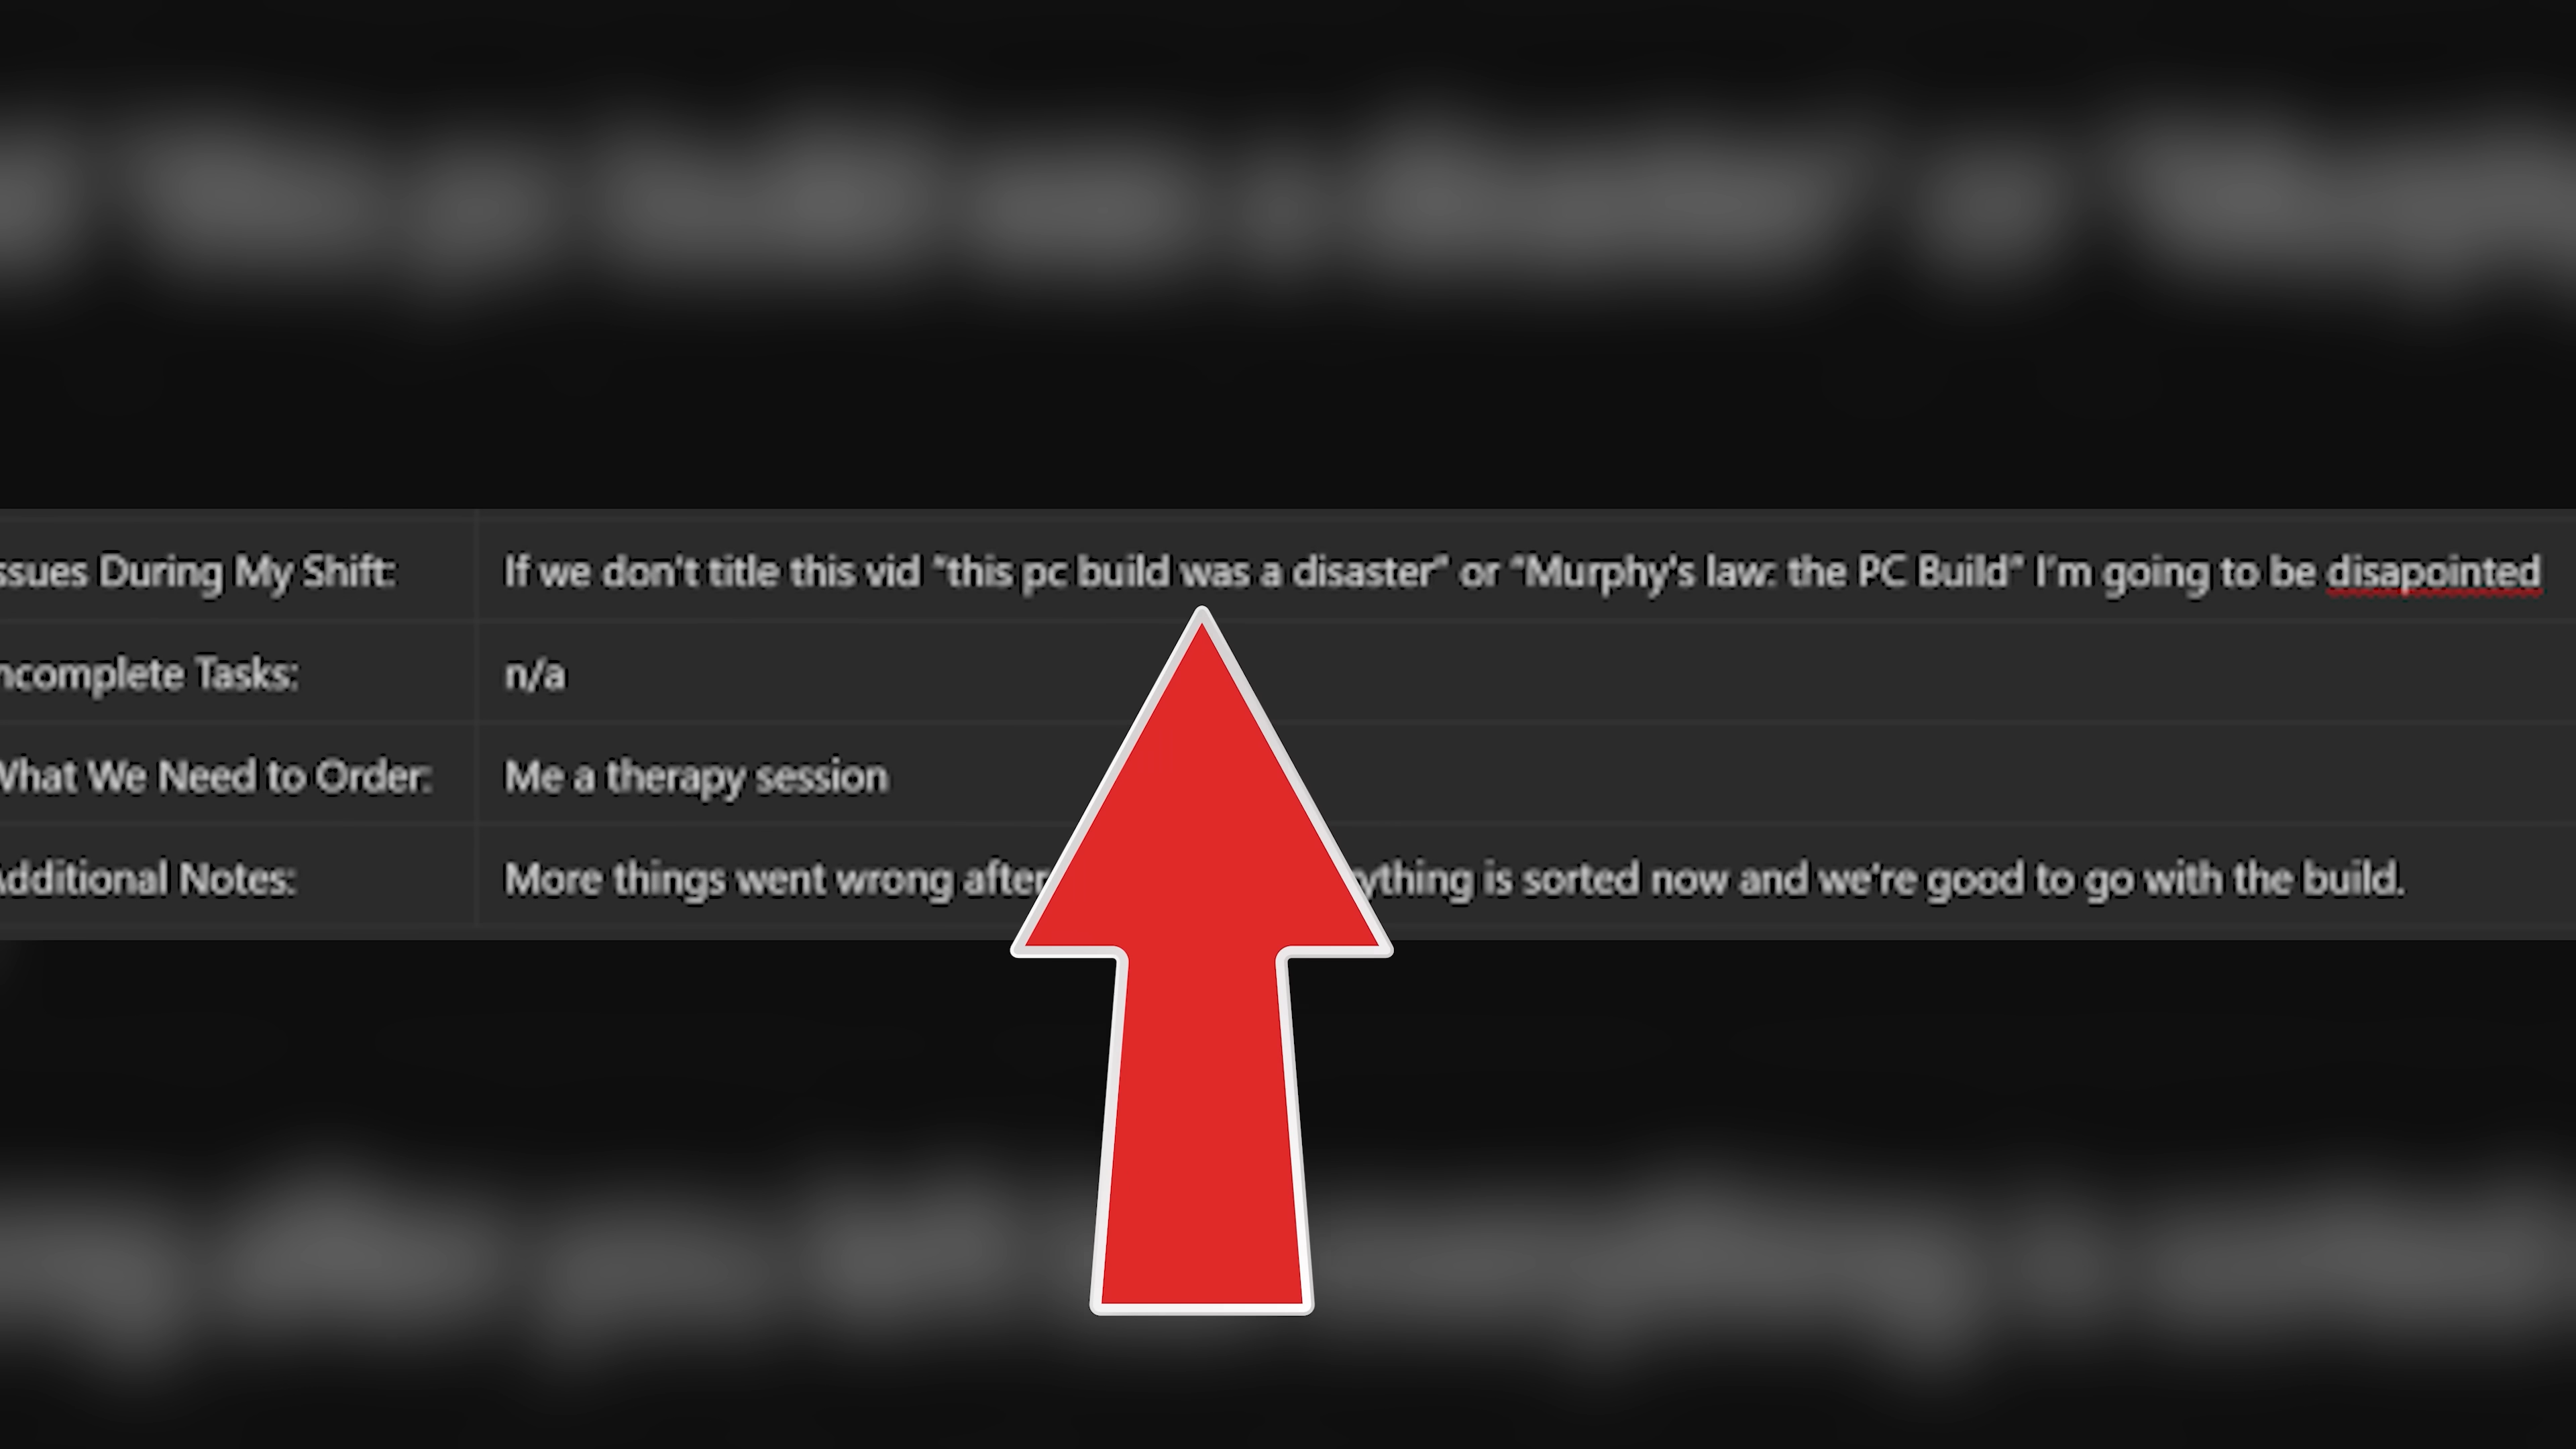 ssues During My Shift: If we don't title this vid "this pc build was a disaster" or "Murphy's law: the PC Build" I'm going to be disapointed
ncomplete Tasks: n/a
What We Need to Order: Me a therapy session
Additional Notes: More things went wrong after ything is sorted now and we're good to go with the build.